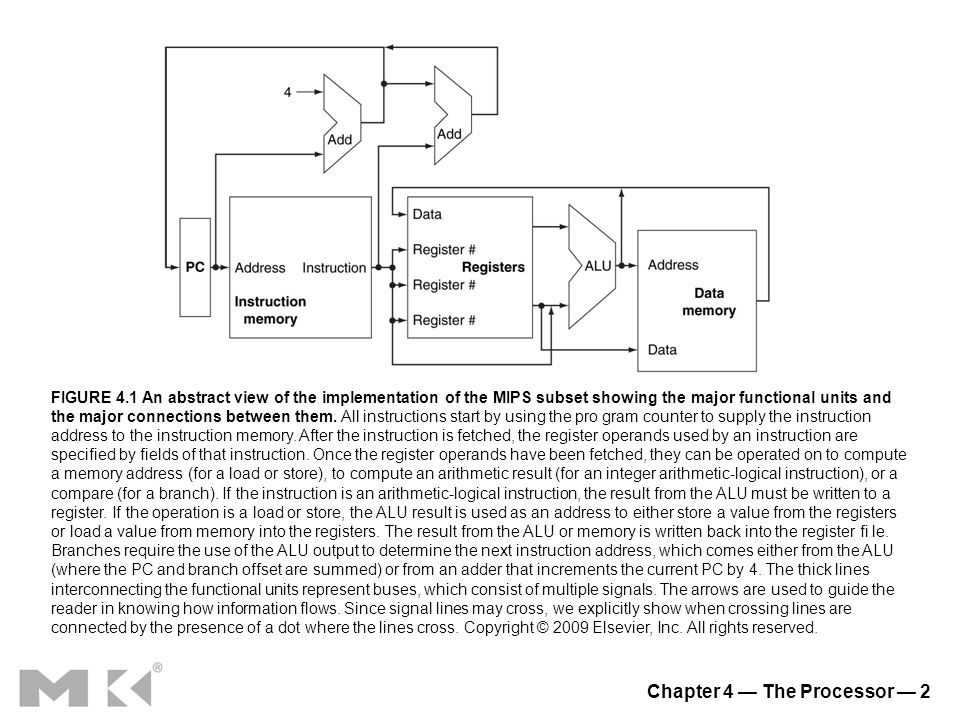 4
Add
Add
Data
Register #
PC
Address
Instruction
Registers
ALU
Address
Register #
Instruction
memory
Data
memory
Register #
Data
FIGURE 4.1 An abstract view of the implementation of the MIPS subset showing the major functional units and
the major connections between them. All instructions start by using the pro gram counter to supply the instruction
address to the instruction memory. After the instruction is fetched, the register operands used by an instruction are
specified by fields of that instruction. Once the register operands have been fetched, they can be operated on to compute
a memory address (for a load or store), to compute an arithmetic result (for an integer arithmetic-logical instruction), or a
compare (for a branch). If the instruction is an arithmetic-logical instruction, the result from the ALU must be written to a
register. If the operation is a load or store, the ALU result is used as an address to either store a value from the registers
or load a value from memory into the registers. The result from the ALU or memory is written back into the register fi le.
Branches require the use of the ALU output to determine the next instruction address, which comes either from the ALU
(where the PC and branch offset are summed) or from an adder that increments the current PC by 4. The thick lines
interconnecting the functional units represent buses, which consist of multiple signals. The arrows are used to guide the
reader in knowing how information flows. Since signal lines may cross, we explicitly show when crossing lines are
connected by the presence of a dot where the lines cross. Copyright © 2009 Elsevier, Inc. All rights reserved.
MK®
Chapter 4 — The Processor — 2